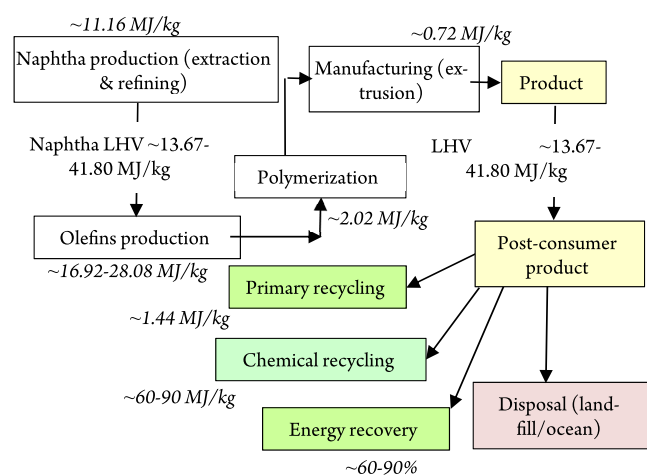 ~11.16 MJ/kg
Naphtha production (extraction
& refining)
~0.72 MJ/kg
Manufacturing (ex-
trusion)
Product
Naphtha LHV ~13.67-
41.80 MJ/kg
LHV ~13.67-
41.80 MJ/kg
Polymerization
~2.02 MJ/kg
Olefins production
~16.92-28.08 MJ/kg
Post-consumer
product
Primary recycling
~1.44 MJ/kg
Chemical recycling
~60-90 MJ/kg
Energy recovery
~60-90%
Disposal (land-
fill/ocean)